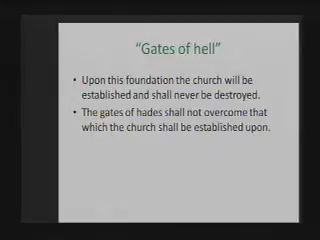 “Gates of hell”
• Upon this foundation the church will be
established and shall never be destroyed.
• The gates of hades shall not overcome that
which the church shall be established upon.